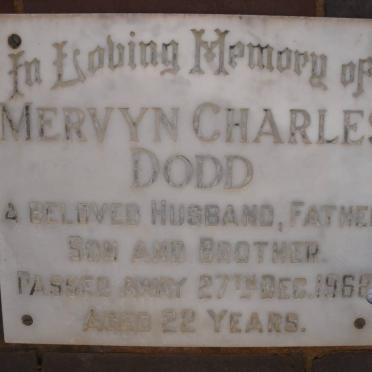 In Loving Memory of
MERVYN CHARLES
DODD
A BELOVED HUSBAND, FATHER
SON AND BROTHER.
PASSED AWAY 27TH DEC. 1968
AGED 22 YEARS.